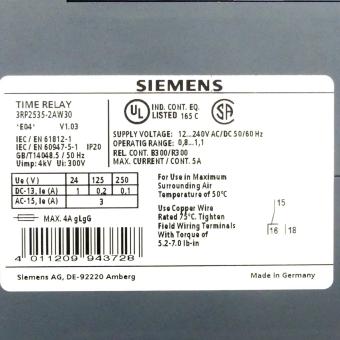 SIEMENS
TIME RELAY
3RP2535-2AW30
*E04* V1.03
IEC / EN 61812-1
IEC / EN 60947-5-1 IP20
GB/T14048.5 / 50 Hz
Uimp: 4kV Ui: 300V
UL IND. CONT. EQ.
LISTED 165 C
SA
SUPPLY VOLTAGE: 12...240V AC/DC 50/60 Hz
OPERATIG RANGE: 0,8...1,1
REL. CONT. B300/R300
MAX. CURRENT / CONT. 5A
Ue ( V ) 24 125 250
DC-13, Ie (A) 1 0,2 0,1
AC-15, Ie (A) 3
MAX. 4A gLgG
4 011209 943728
For Use in Maximum
Surrounding Air
Temperature of 50°C
Use Copper Wire
Rated 75°C. Tighten
Field Wiring Terminals
With Torque of
5.2-7.0 lb-in
15
16 18
Siemens AG, DE-92220 Amberg
Made in Germany